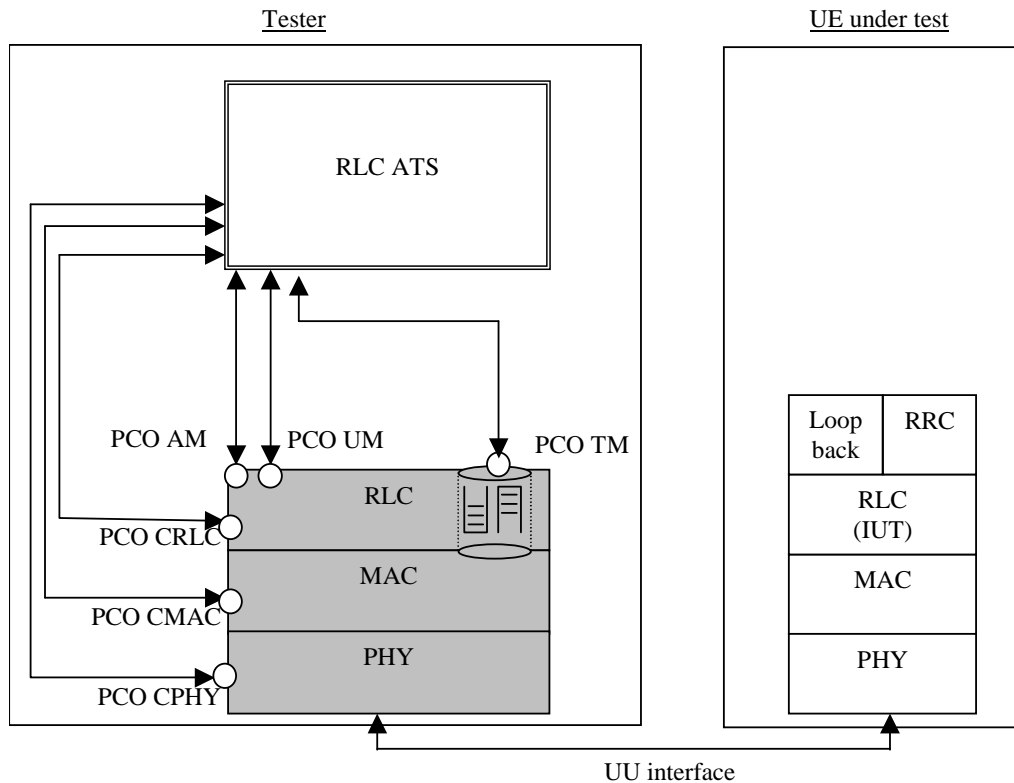 Tester
UE under test
RLC ATS
PCO AM
PCO UM
PCO TM
RLC
PCO CRLC
MAC
PCO CMAC
PHY
PCO CPHY
Loop
back
RRC
RLC
(IUT)
MAC
PHY
UU interface